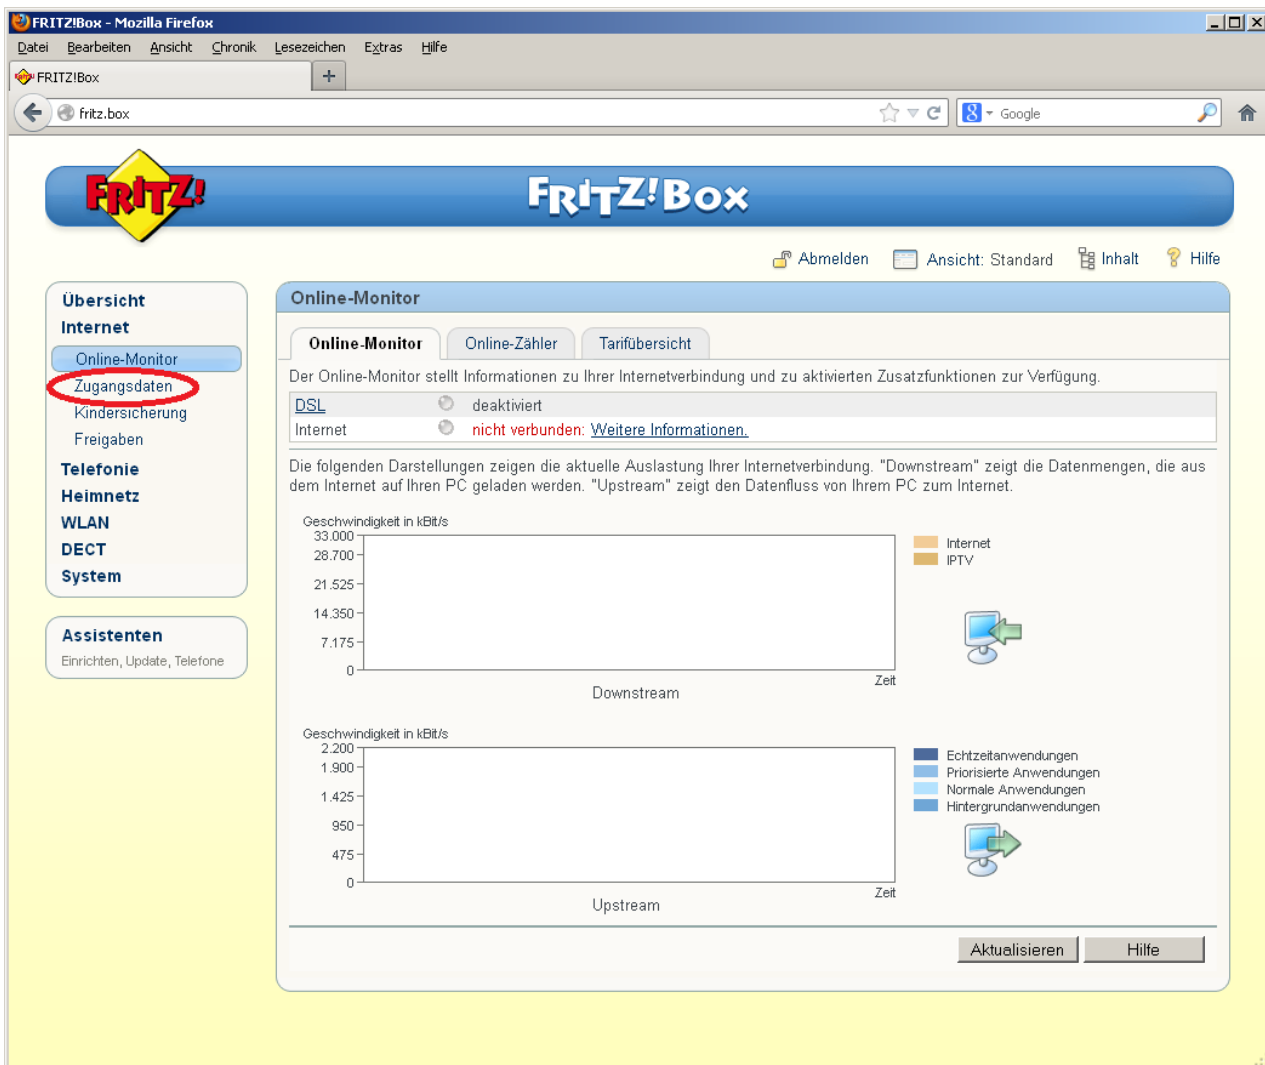 FRITZ!Box - Mozilla Firefox
Datei Bearbeiten Ansicht Chronik Lesezeichen Extras Hilfe
FRITZ!Box
fritz.box
Google
FRITZ!
FRITZ!Box
Abmelden Ansicht: Standard Inhalt Hilfe
Übersicht
Internet
Online-Monitor
Zugangsdaten
Kindersicherung
Freigaben
Telefonie
Heimnetz
WLAN
DECT
System
Assistenten
Einrichten, Update, Telefone
Online-Monitor
Online-Monitor Online-Zähler Tarifübersicht
Der Online-Monitor stellt Informationen zu Ihrer Internetverbindung und zu aktivierten Zusatzfunktionen zur Verfügung.
DSL deaktiviert
Internet nicht verbunden: Weitere Informationen.
Die folgenden Darstellungen zeigen die aktuelle Auslastung Ihrer Internetverbindung. "Downstream" zeigt die Datenmengen, die aus
dem Internet auf Ihren PC geladen werden. "Upstream" zeigt den Datenfluss von Ihrem PC zum Internet.
Geschwindigkeit in kBit/s
33.000
28.700
21.525
14.350
7.175
0
Zeit
Downstream
Internet
IPTV
Geschwindigkeit in kBit/s
2.200
1.900
1.425
950
475
0
Zeit
Upstream
Echtzeitanwendungen
Priorisierte Anwendungen
Normale Anwendungen
Hintergrundanwendungen
Aktualisieren Hilfe